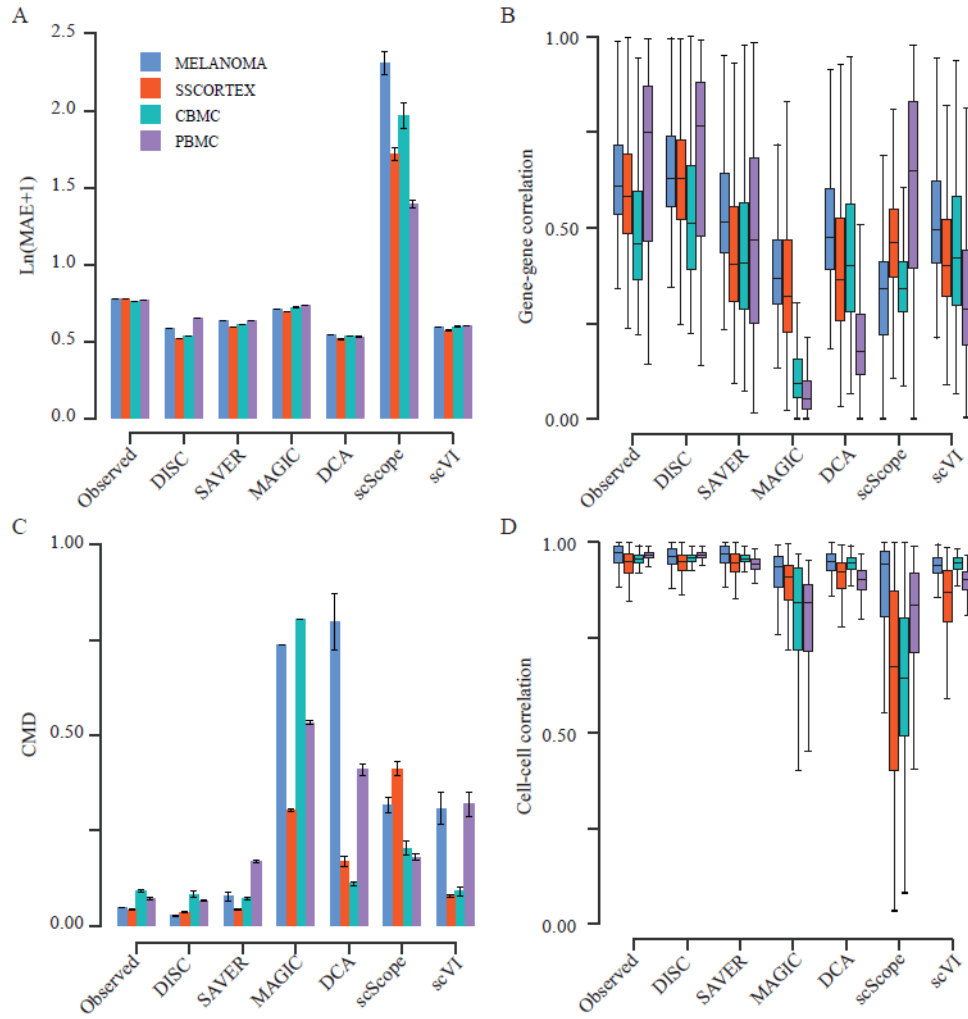 A
Ln(MAE+1)
2.5
2.0
1.5
1.0
0.5
0.0
MELANOMA
SSCORTEX
CBMC
PBMC
Observed
DISC
SAVER
MAGIC
DCA
scScope
scVI
B
Gene-gene correlation
1.00
0.50
0.00
Observed
DISC
SAVER
MAGIC
DCA
scScope
scVI
C
CMD
1.00
0.50
0.00
Observed
DISC
SAVER
MAGIC
DCA
scScope
scVI
D
Cell-cell correlation
1.00
0.50
0.00
Observed
DISC
SAVER
MAGIC
DCA
scScope
scVI